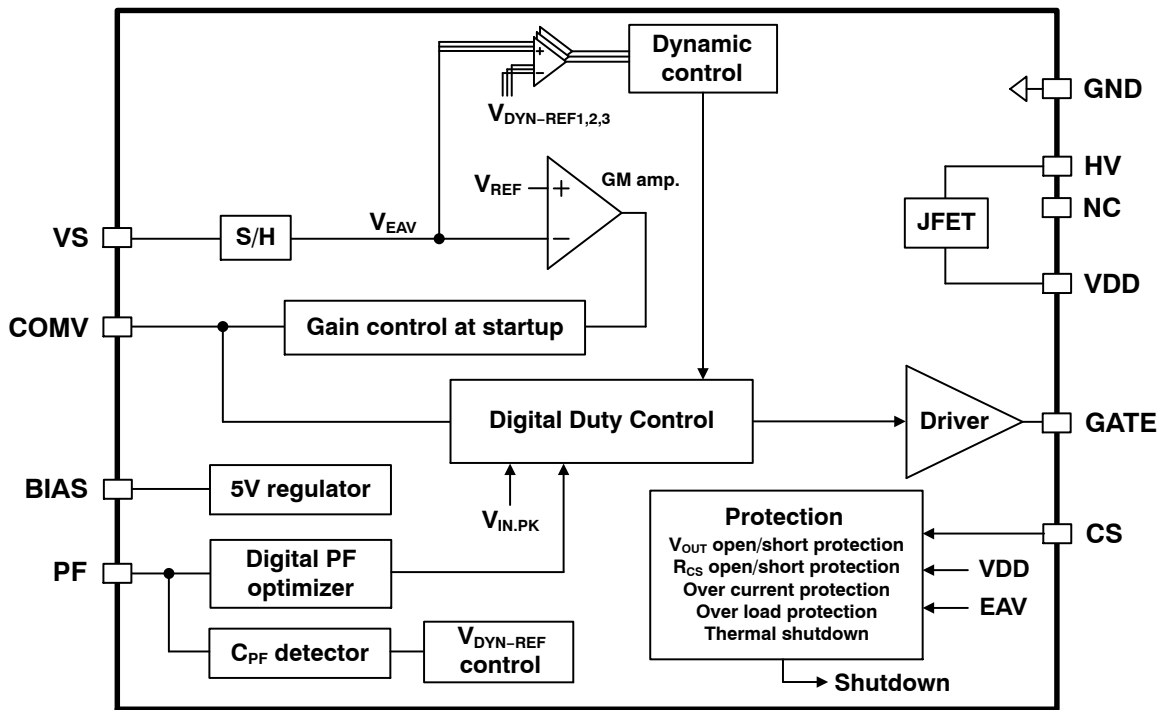 Dynamic
control
+
−
GND
VDYN−REF1,2,3
HV
GM amp.
VREF
+
NC
JFET
VS
S/H
VEAV
−
VDD
COMV
Gain control at startup
Digital Duty Control
Driver
GATE
BIAS
5V regulator
VIN.PK
Protection
VOUT open/short protection
RCS open/short protection
Over current protection
Over load protection
Thermal shutdown
CS
VDD
EAV
PF
Digital PF
optimizer
CPF detector
VDYN−REF
control
Shutdown